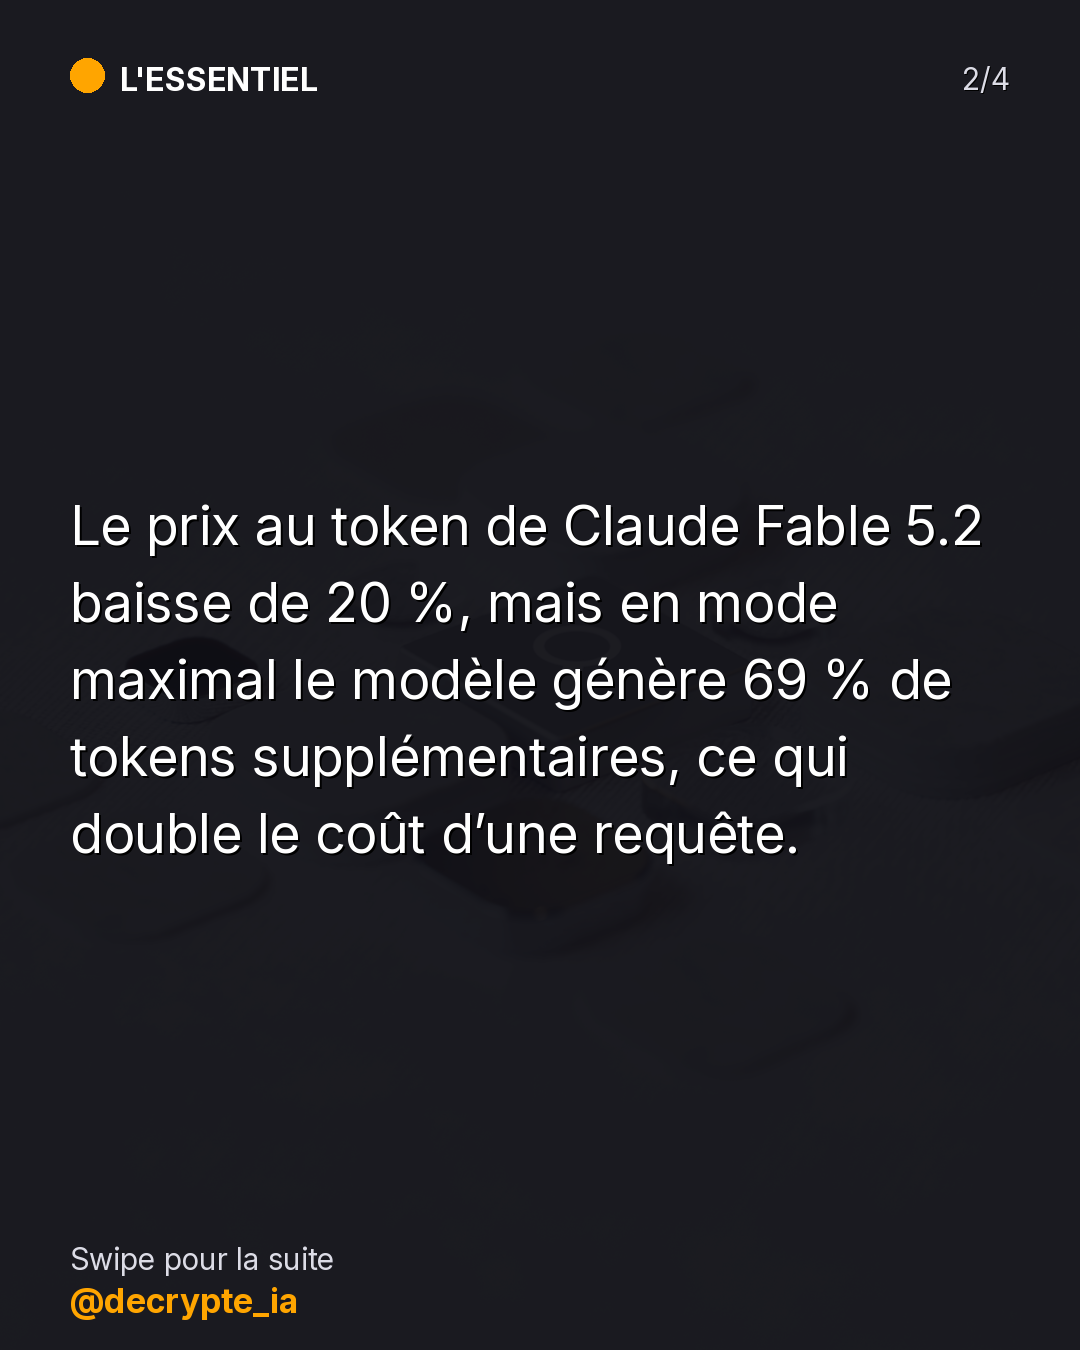 L'ESSENTIEL
2/4
Le prix au token de Claude Fable 5.2
baisse de 20 %, mais en mode
maximal le modèle génère 69 % de
tokens supplémentaires, ce qui
double le coût d’une requête.
Swipe pour la suite
@decrypte_ia